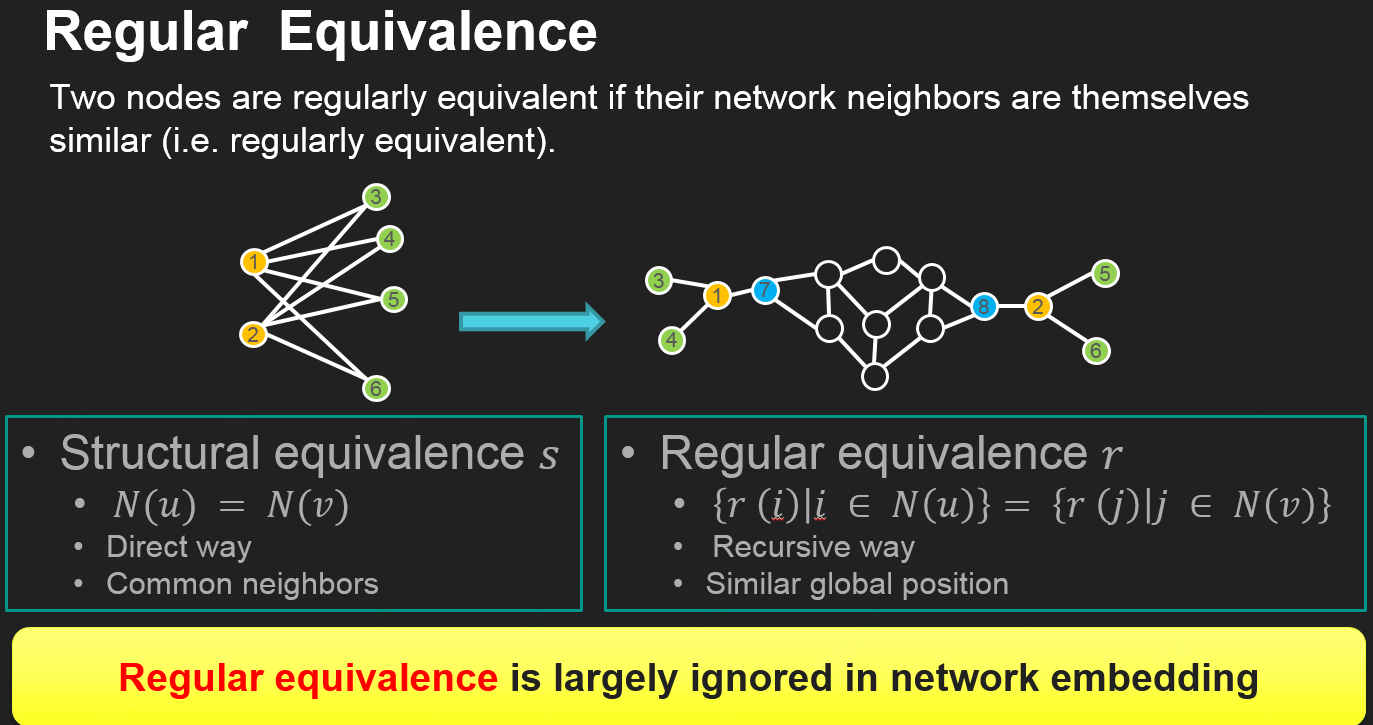 Regular Equivalence
Two nodes are regularly equivalent if their network neighbors are themselves
similar (i.e. regularly equivalent).
3
4
1
5
2
6
3
1
7
4
8
2
5
6
• Structural equivalence 𝑠
• 𝑁(𝑢) = 𝑁(𝑣)
• Direct way
• Common neighbors
• Regular equivalence 𝑟
• {𝑟 (𝑖)|𝑖 ∈ 𝑁(𝑢)} = {𝑟 (𝑗)|𝑗 ∈ 𝑁(𝑣)}
• Recursive way
• Similar global position
Regular equivalence is largely ignored in network embedding